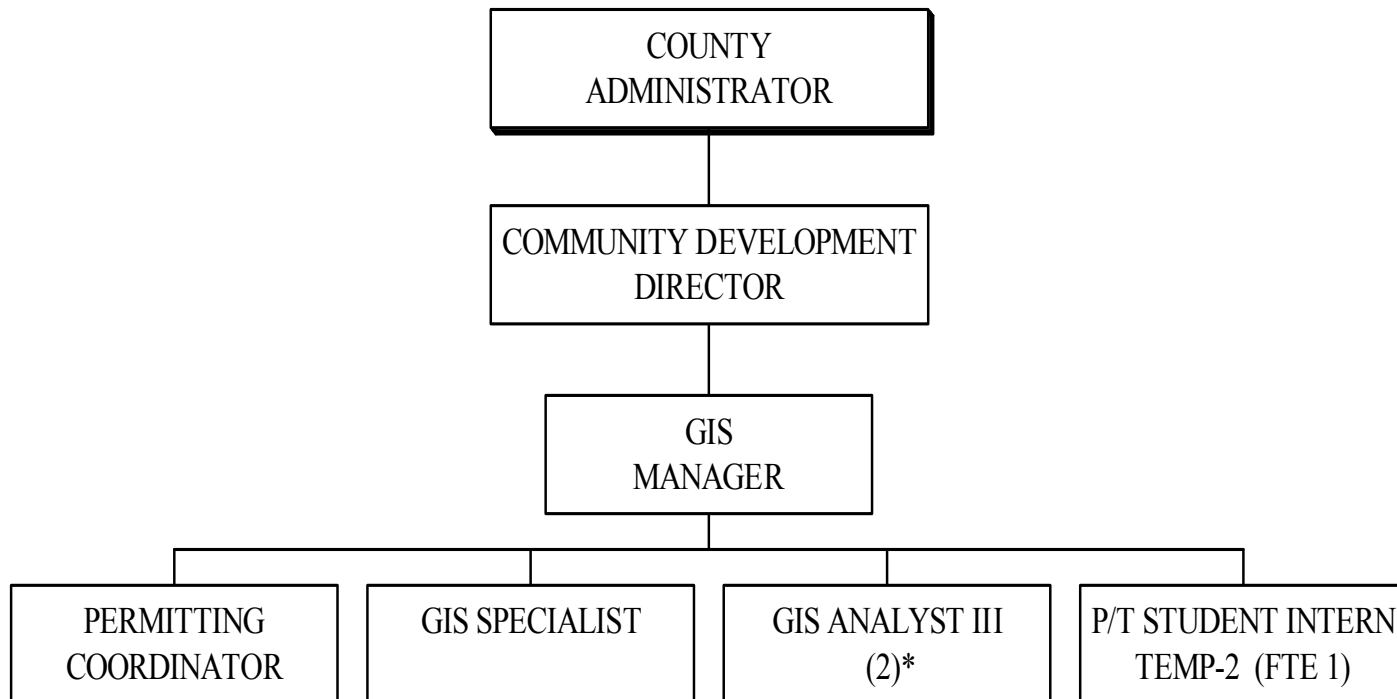 COUNTY
ADMINISTRATOR
COMMUNITY DEVELOPMENT
DIRECTOR
GIS
MANAGER
PERMITTING
COORDINATOR
GIS SPECIALIST
GIS ANALYST III
(2)*
P/T STUDENT INTERN
TEMP-2 (FTE 1)